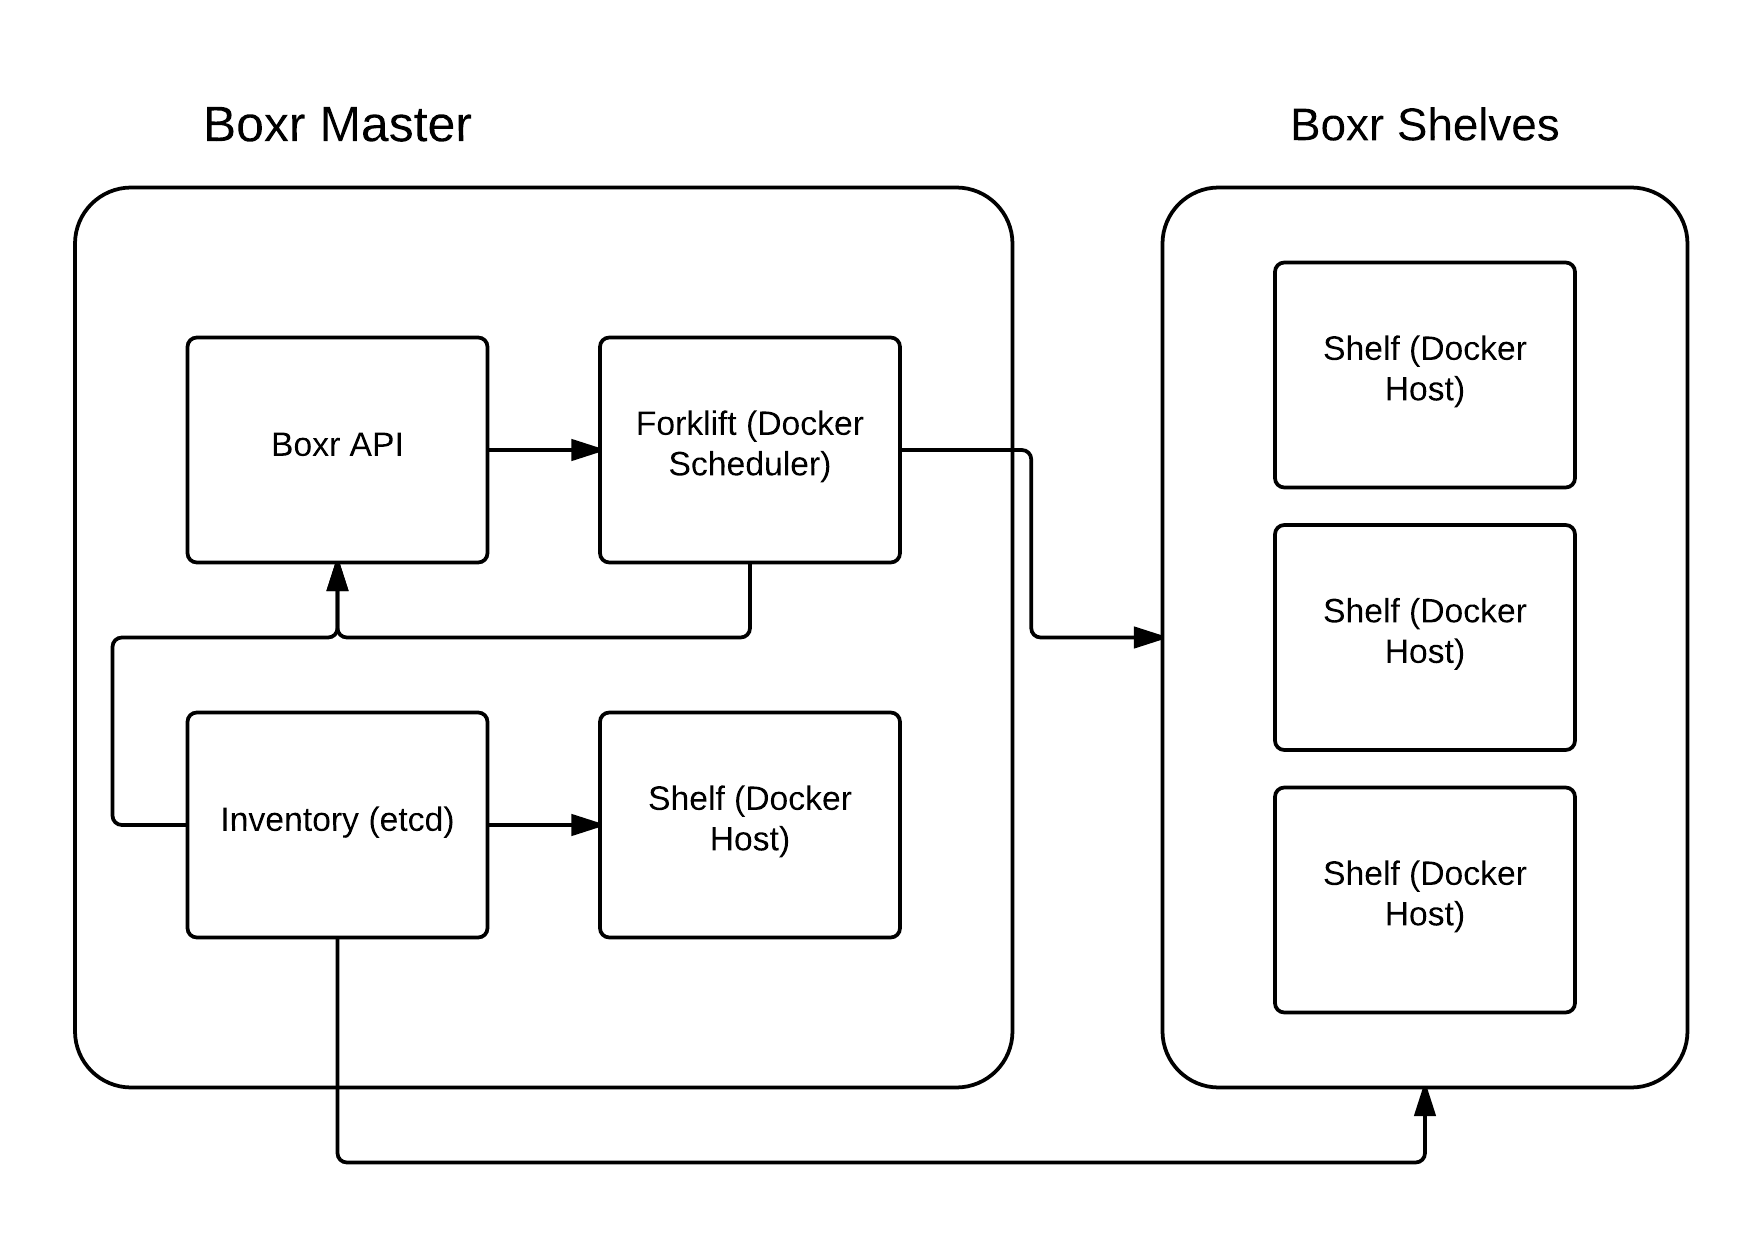 Boxr Master
Boxr Shelves
Boxr API
Forklift (Docker
Scheduler)
Inventory (etcd)
Shelf (Docker
Host)
Shelf (Docker
Host)
Shelf (Docker
Host)
Shelf (Docker
Host)